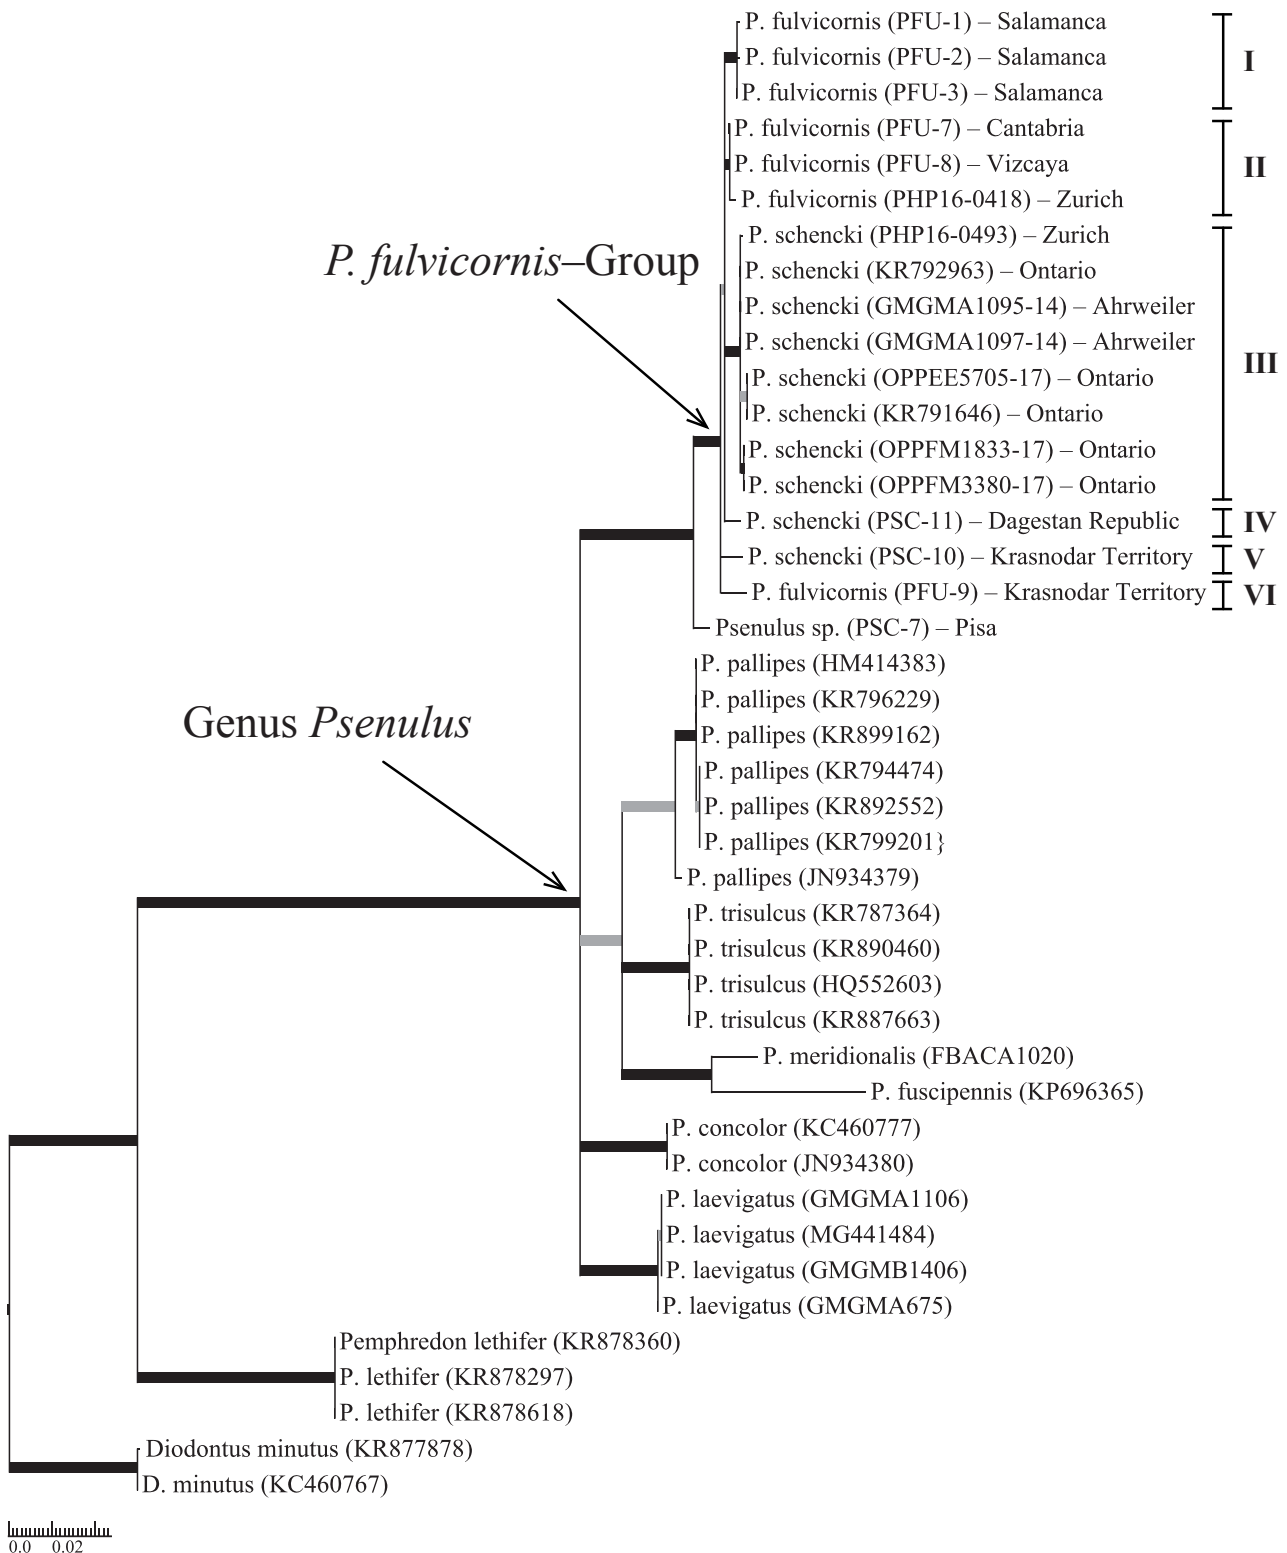 P. fulvicornis (PFU-1) – Salamanca
P. fulvicornis (PFU-2) – Salamanca
I
P. fulvicornis (PFU-3) – Salamanca
P. fulvicornis (PFU-7) – Cantabria
P. fulvicornis (PFU-8) – Vizcaya
II
P. fulvicornis (PHP16-0418) – Zurich
P. schencki (PHP16-0493) – Zurich
P. fulvicornis–Group
P. schencki (KR792963) – Ontario
P. schencki (GMGMA1095-14) – Ahrweiler
P. schencki (GMGMA1097-14) – Ahrweiler
III
P. schencki (OPPEE5705-17) – Ontario
P. schencki (KR791646) – Ontario
P. schencki (OPPFM1833-17) – Ontario
P. schencki (OPPFM3380-17) – Ontario
P. schencki (PSC-11) – Dagestan Republic
IV
P. schencki (PSC-10) – Krasnodar Territory
V
P. fulvicornis (PFU-9) – Krasnodar Territory
VI
Psenulus sp. (PSC-7) – Pisa
P. pallipes (HM414383)
P. pallipes (KR796229)
Genus Psenulus
P. pallipes (KR899162)
P. pallipes (KR794474)
P. pallipes (KR892552)
P. pallipes (KR799201}
P. pallipes (JN934379)
P. trisulcus (KR787364)
P. trisulcus (KR890460)
P. trisulcus (HQ552603)
P. trisulcus (KR887663)
P. meridionalis (FBACA1020)
P. fuscipennis (KP696365)
P. concolor (KC460777)
P. concolor (JN934380)
P. laevigatus (GMGMA1106)
P. laevigatus (MG441484)
P. laevigatus (GMGMB1406)
P. laevigatus (GMGMA675)
Pemphredon lethifer (KR878360)
P. lethifer (KR878297)
P. lethifer (KR878618)
Diodontus minutus (KR877878)
D. minutus (KC460767)
0.0 0.02